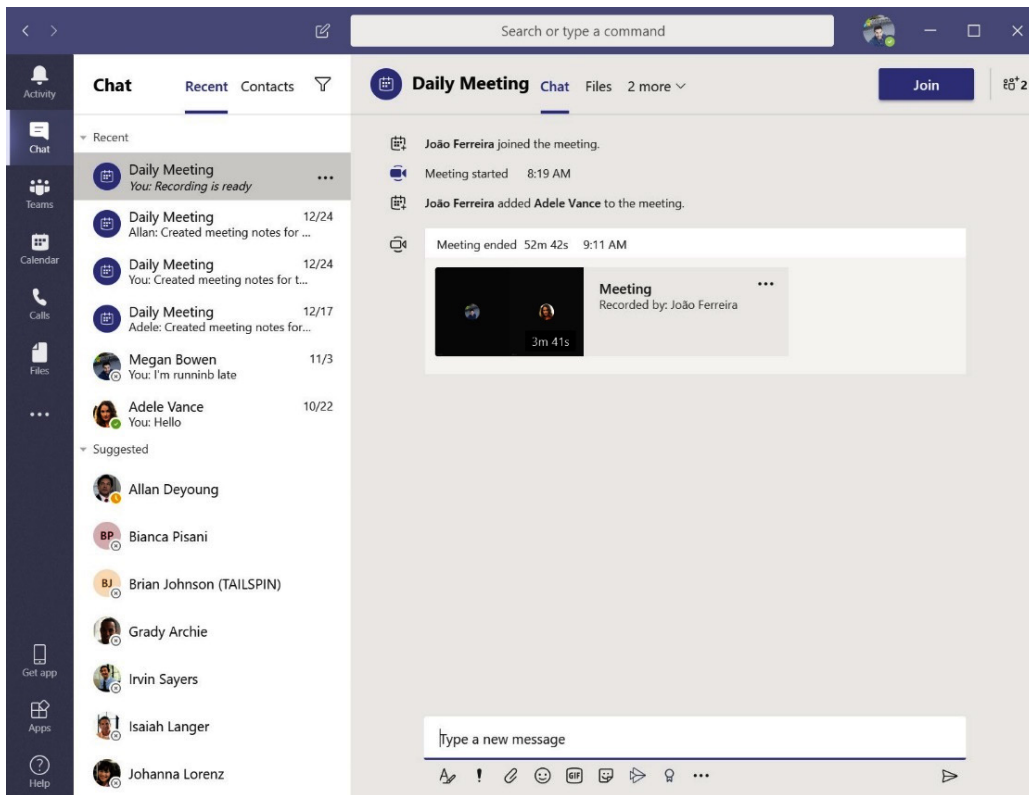 Search or type a command
Activity
Chat
Teams
Calendar
Calls
Files
Get app
Apps
Help
Chat Recent Contacts
Recent
Daily Meeting
You: Recording is ready
Daily Meeting 12/24
Allan: Created meeting notes for ...
Daily Meeting 12/24
You: Created meeting notes for t...
Daily Meeting 12/17
Adele: Created meeting notes for...
Megan Bowen 11/3
You: I'm runninb late
Adele Vance 10/22
You: Hello
Suggested
Allan Deyoung
BP Bianca Pisani
BJ Brian Johnson (TAILSPIN)
Grady Archie
Irvin Sayers
Isaiah Langer
Johanna Lorenz
Daily Meeting Chat Files 2 more Join 2
João Ferreira joined the meeting.
Meeting started 8:19 AM
João Ferreira added Adele Vance to the meeting.
Meeting ended 52m 42s 9:11 AM
3m 41s
Meeting
Recorded by: João Ferreira
Type a new message
GIF